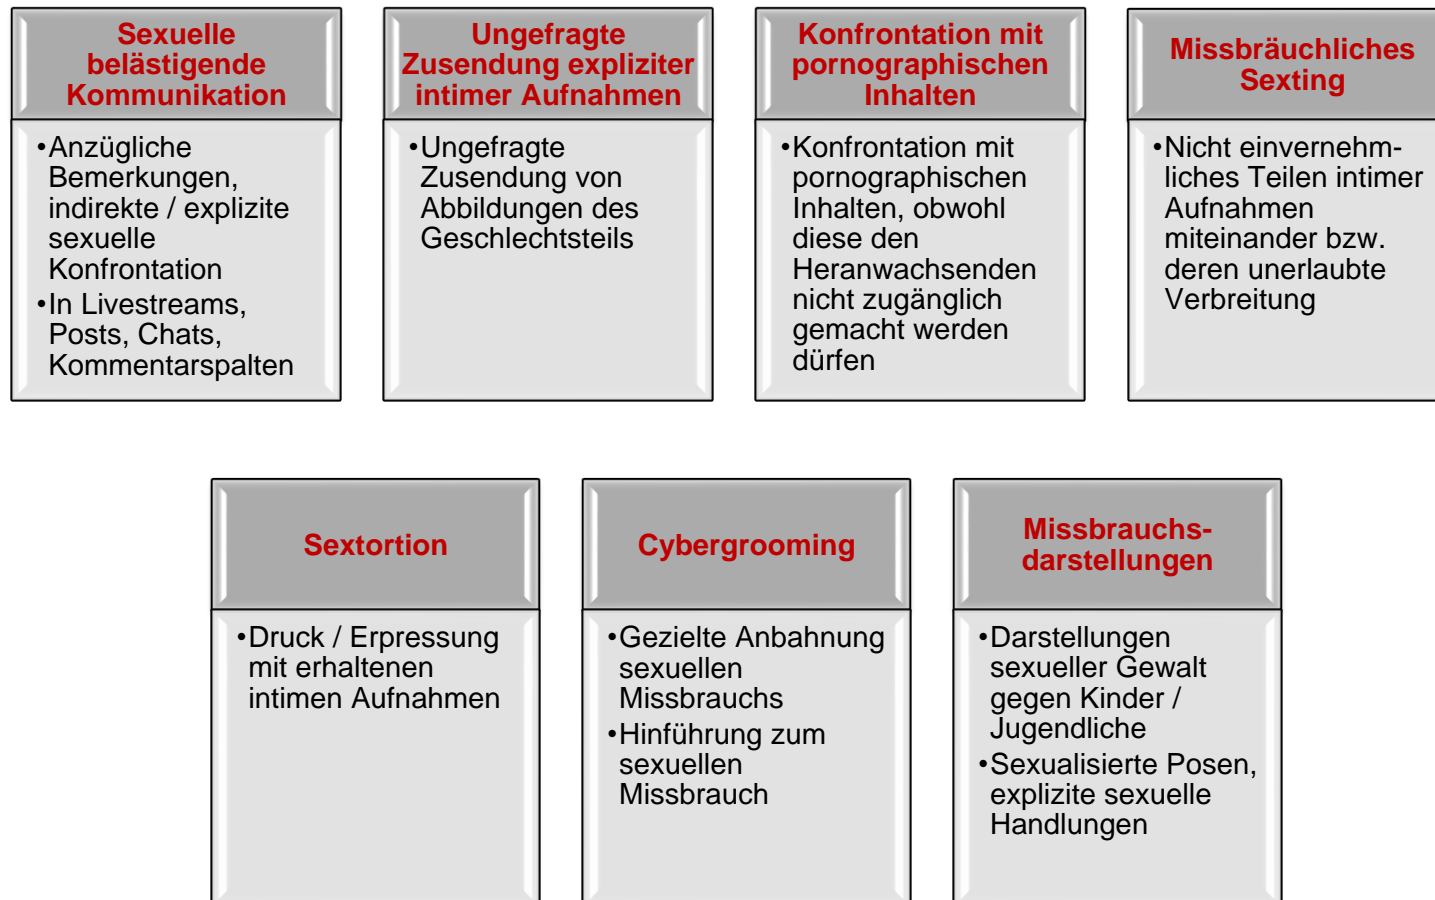 Sexuelle
belästigende
Kommunikation
•Anzügliche
Bemerkungen,
indirekte / explizite
sexuelle
Konfrontation
•In Livestreams,
Posts, Chats,
Kommentarspalten
Ungefragte
Zusendung expliziter
intimer Aufnahmen
•Ungefragte
Zusendung von
Abbildungen des
Geschlechtsteils
Konfrontation mit
pornographischen
Inhalten
•Konfrontation mit
pornographischen
Inhalten, obwohl
diese den
Heranwachsenden
nicht zugänglich
gemacht werden
dürfen
Missbräuchliches
Sexting
•Nicht einvernehm-
liches Teilen intimer
Aufnahmen
miteinander bzw.
deren unerlaubte
Verbreitung
Sextortion
•Druck / Erpressung
mit erhaltenen
intimen Aufnahmen
Cybergrooming
•Gezielte Anbahnung
sexuellen
Missbrauchs
•Hinführung zum
sexuellen
Missbrauch
Missbrauchs-
darstellungen
•Darstellungen
sexueller Gewalt
gegen Kinder /
Jugendliche
•Sexualisierte Posen,
explizite sexuelle
Handlungen